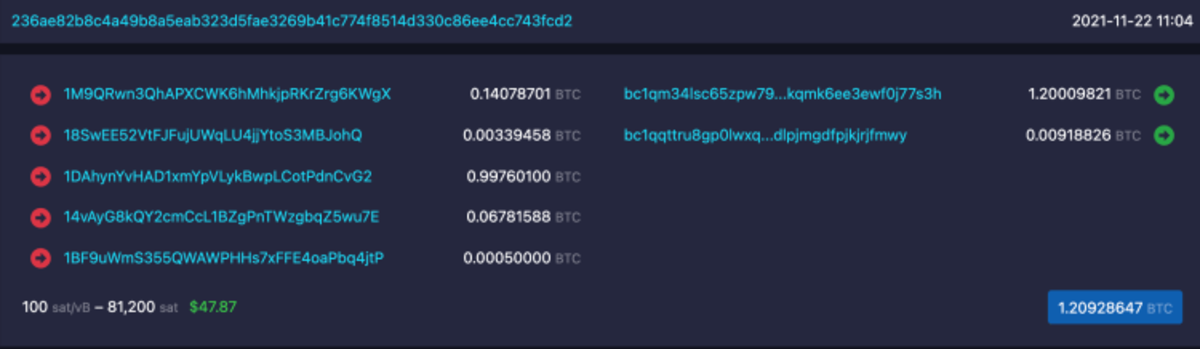 236ae82b8c4a49b8a5eab323d5fae3269b41c774f8514d330c86ee4cc743fcd2 2021-11-22 11:04
1M9QRwn3QhAPXCWK6hMhkjpRKrZrg6KWgX 0.14078701 BTC bc1qm34lsc65zpw79...kqmk6ee3ewf0j77s3h 1.20009821 BTC
18SwEE52VtFJFujUWqLU4jjYtoS3MBJohQ 0.00339458 BTC bc1qqttru8gp0lwxq...dlpjmgdfpjkjrjfmwy 0.00918826 BTC
1DAhynYvHAD1xmYpVLykBwpLCotPdnCvG2 0.99760100 BTC
14vAyG8kQY2cmCcL1BZgPnTWzgbqZ5wu7E 0.06781588 BTC
1BF9uWmS355QWAWPHHs7xFFE4oaPbq4jtP 0.00050000 BTC
100 sat/vB – 81,200 sat $47.87 1.20928647 BTC